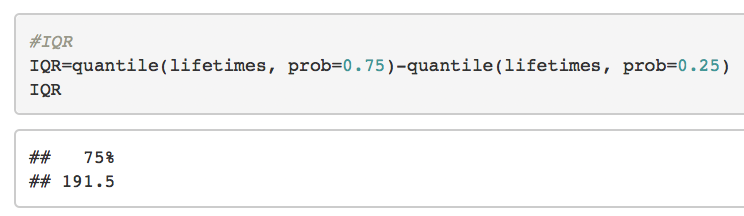 #IQR
IQR=quantile(lifetimes, prob=0.75)-quantile(lifetimes, prob=0.25)
IQR
##   75%
## 191.5